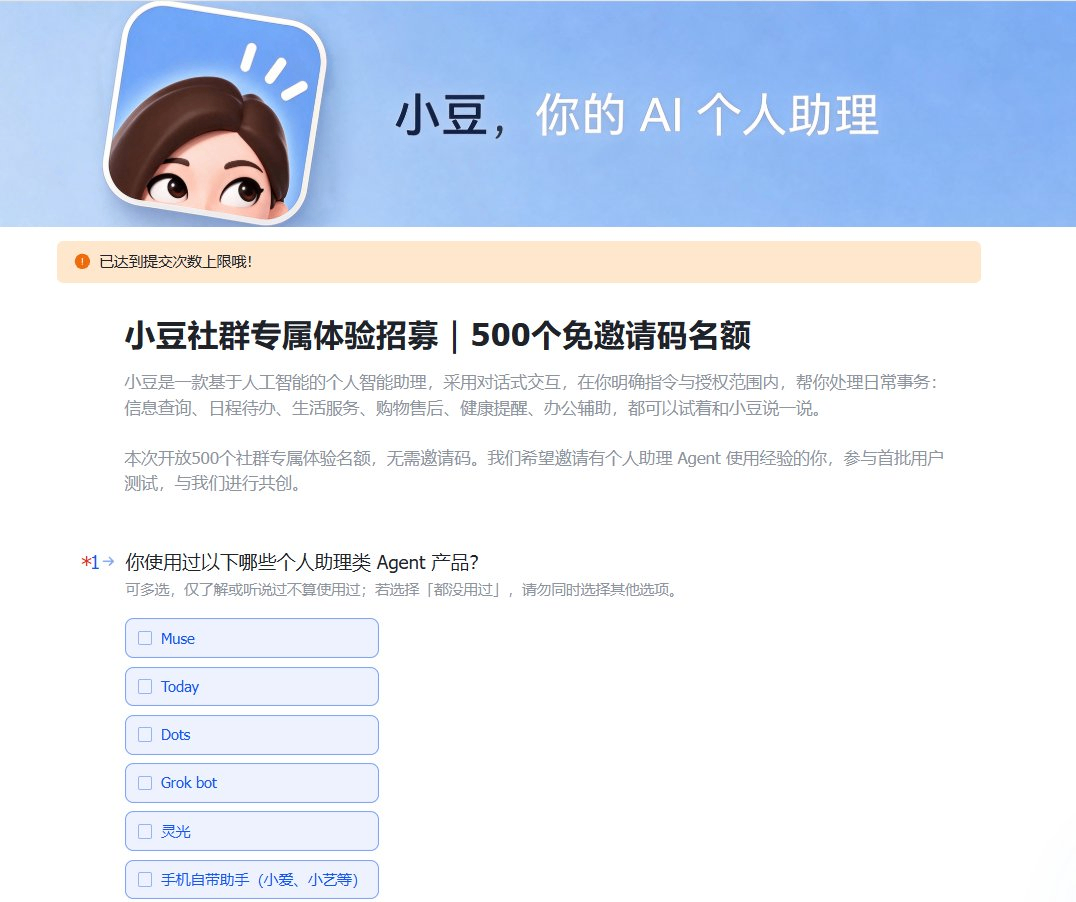 小豆，你的 AI 个人助理
已达到提交次数上限哦！
小豆社群专属体验招募｜500个免邀请码名额
小豆是一款基于人工智能的个人智能助理，采用对话式交互，在你明确指令与授权范围内，帮你处理日常事务：
信息查询、日程待办、生活服务、购物售后、健康提醒、办公辅助，都可以试着和小豆说一说。
本次开放500个社群专属体验名额，无需邀请码。我们希望邀请有个人助理 Agent 使用经验的你，参与首批用户
测试，与我们进行共创。
*1→ 你使用过以下哪些个人助理类 Agent 产品？
可多选，仅了解或听说过不算使用过；若选择「都没用过」，请勿同时选择其他选项。
Muse
Today
Dots
Grok bot
灵光
手机自带助手（小爱、小艺等）